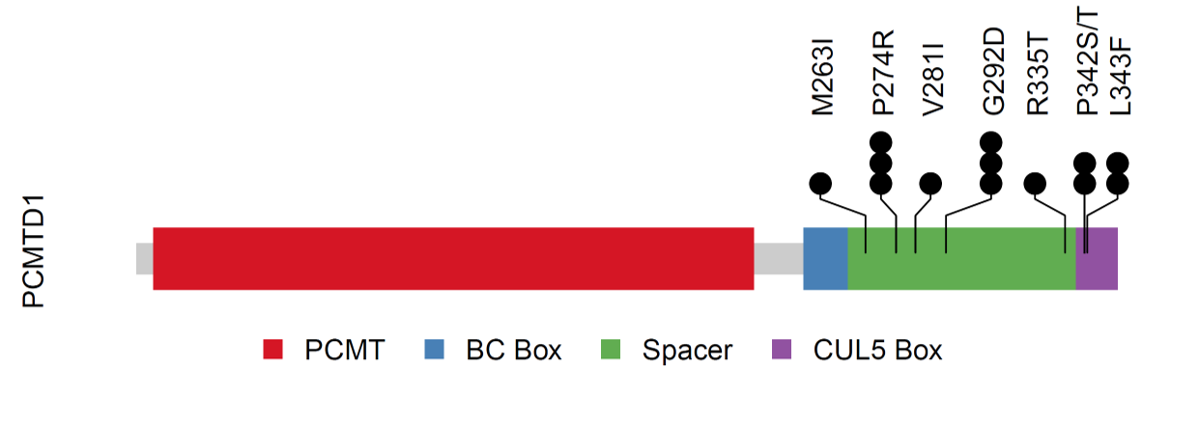 M263I
P274R
V281I
G292D
R335T
P342S/T
L343F
PCMTD1
PCMT
BC Box
Spacer
CUL5 Box